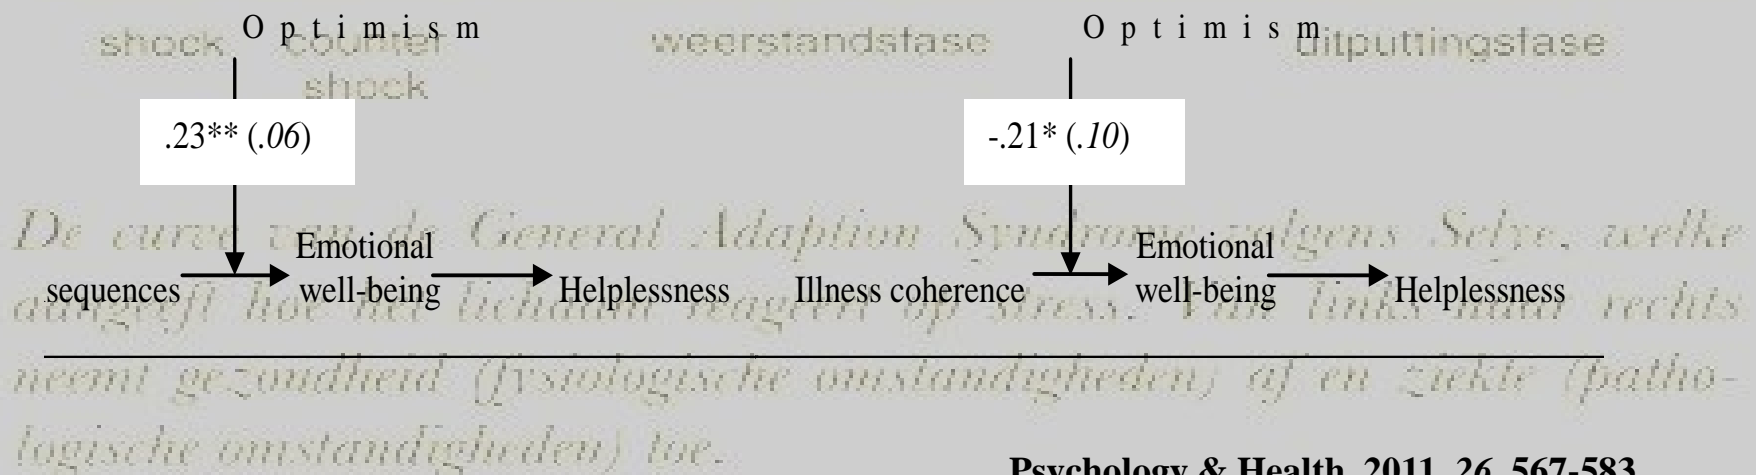 Optimism Optimism
shock counter weerstandsfase uitputtingsfase
shock
.23** (.06) -.21* (.10)
De curve van de General Adaption Syndrome volgens Selye, welke
Emotional Emotional
sequences well-being Helplessness Illness coherence well-being Helplessness
aangeeft hoe het lichaam reageert op stress. Van links naar rechts
neemt gezondheid (fysiologische omstandigheden) af en ziekte (patho-
logische omstandigheden) toe.
Psychology & Health, 2011, 26, 567-583